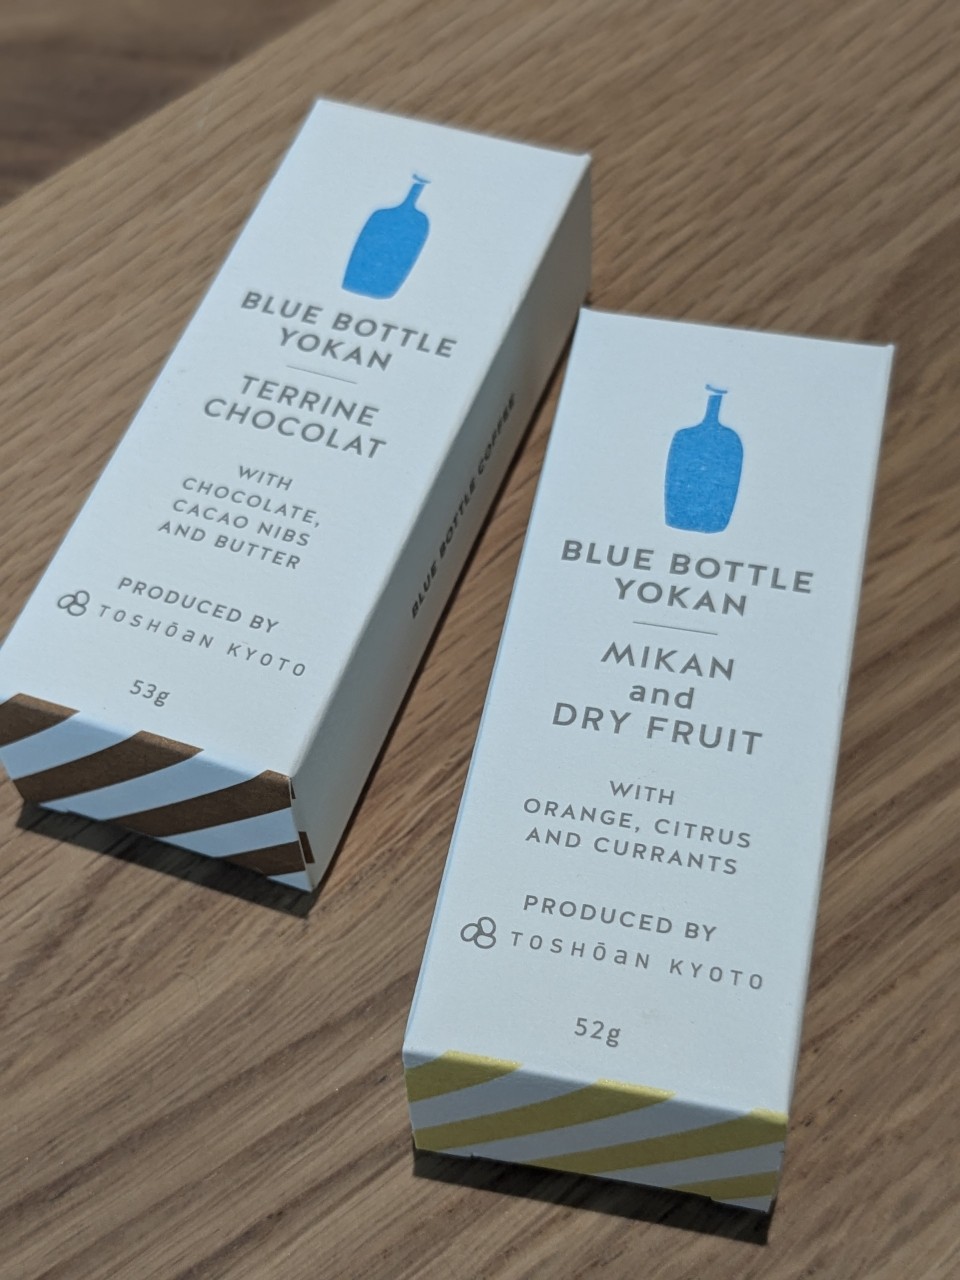 BLUE BOTTLE
YOKAN
TERRINE
CHOCOLAT
WITH
CHOCOLATE,
CACAO NIBS
AND BUTTER
PRODUCED BY
TOSHŌaN KYOTO
53g
BLUE BOTTLE COFFEE
BLUE BOTTLE
YOKAN
MIKAN
and
DRY FRUIT
WITH
ORANGE, CITRUS
AND CURRANTS
PRODUCED BY
TOSHŌaN KYOTO
52g